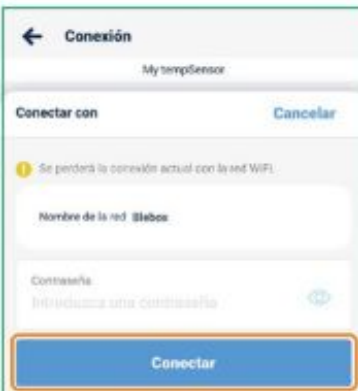 Conexión
My tempSensor
Conectar con Cancelar
Se perderá la conexión actual con la red WiFi.
Nombre de la red Blebox
Contraseña
Introduzca una contraseña
Conectar